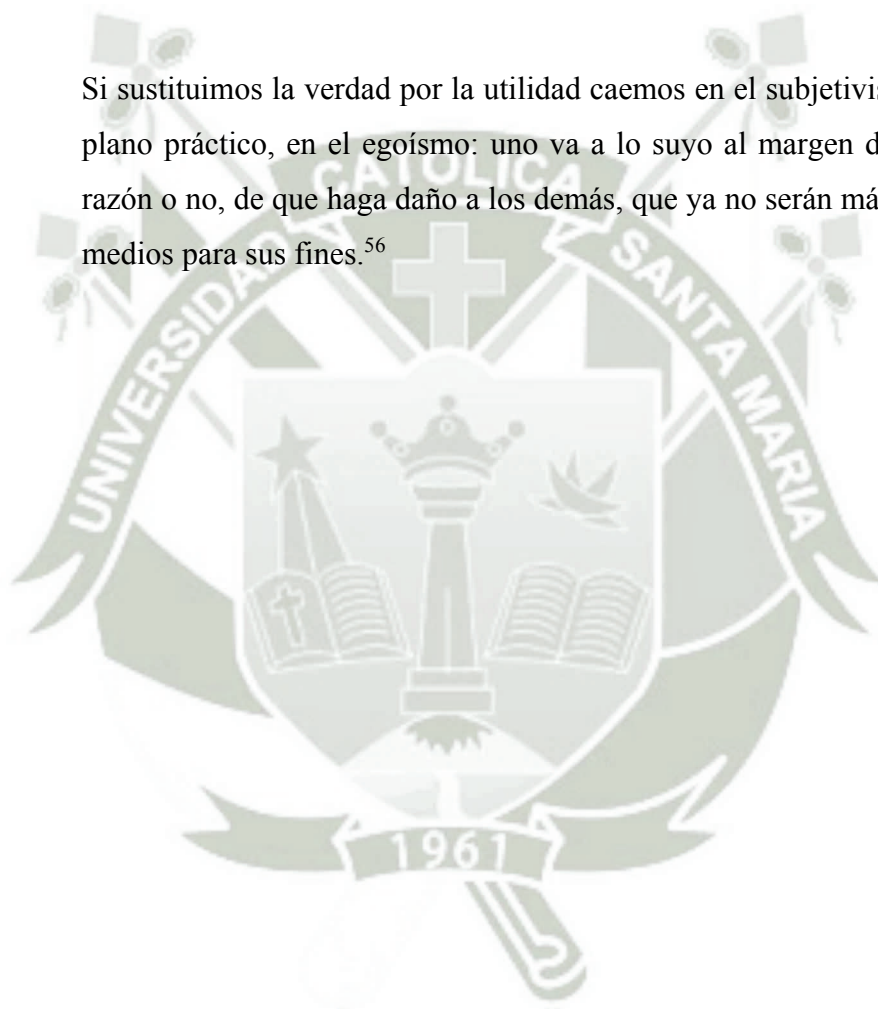 Si sustituimos la verdad por la utilidad caemos en el subjetivis
plano práctico, en el egoísmo: uno va a lo suyo al margen d
razón o no, de que haga daño a los demás, que ya no serán má
medios para sus fines.56
UNIVERSIDAD CATOLICA SANTA MARIA
1961